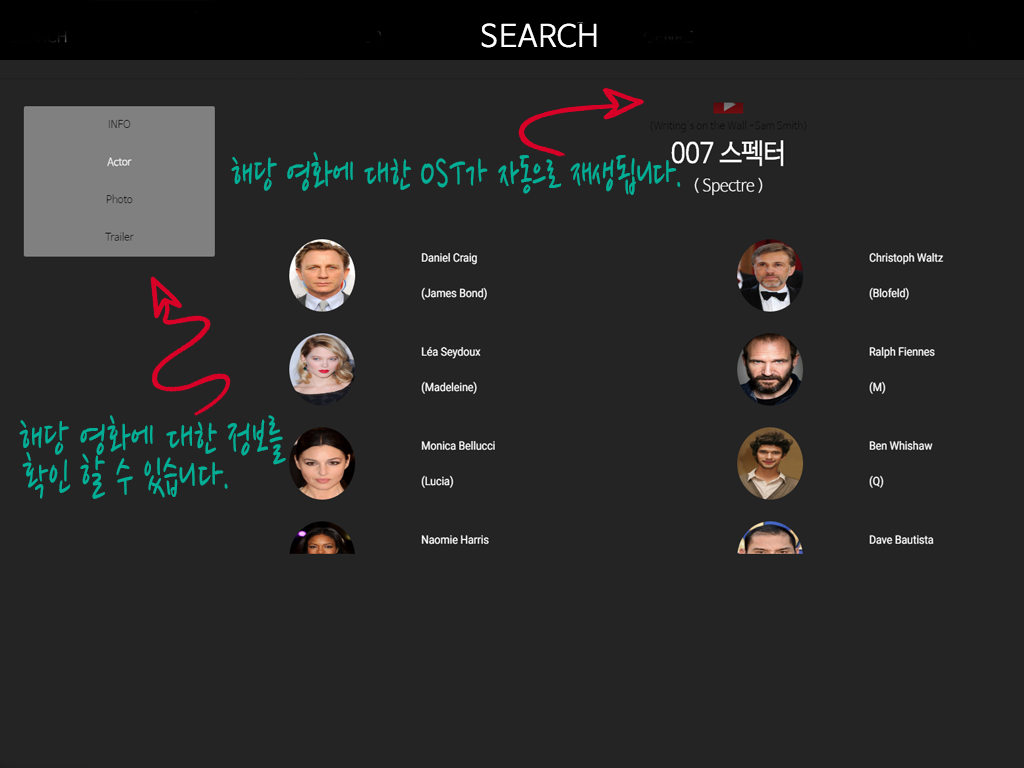 SEARCH
INFO
Actor
Photo
Trailer
(Writing's on the Wall -Sam Smith)
007 스펙터
( Spectre )
해당 영화에 대한 OST가 자동으로 재생됩니다.
Daniel Craig
(James Bond)
Christoph Waltz
(Blofeld)
Léa Seydoux
(Madeleine)
Ralph Fiennes
(M)
해당 영화에 대한 정보를
확인 할 수 있습니다.
Monica Bellucci
(Lucia)
Ben Whishaw
(Q)
Naomie Harris
Dave Bautista